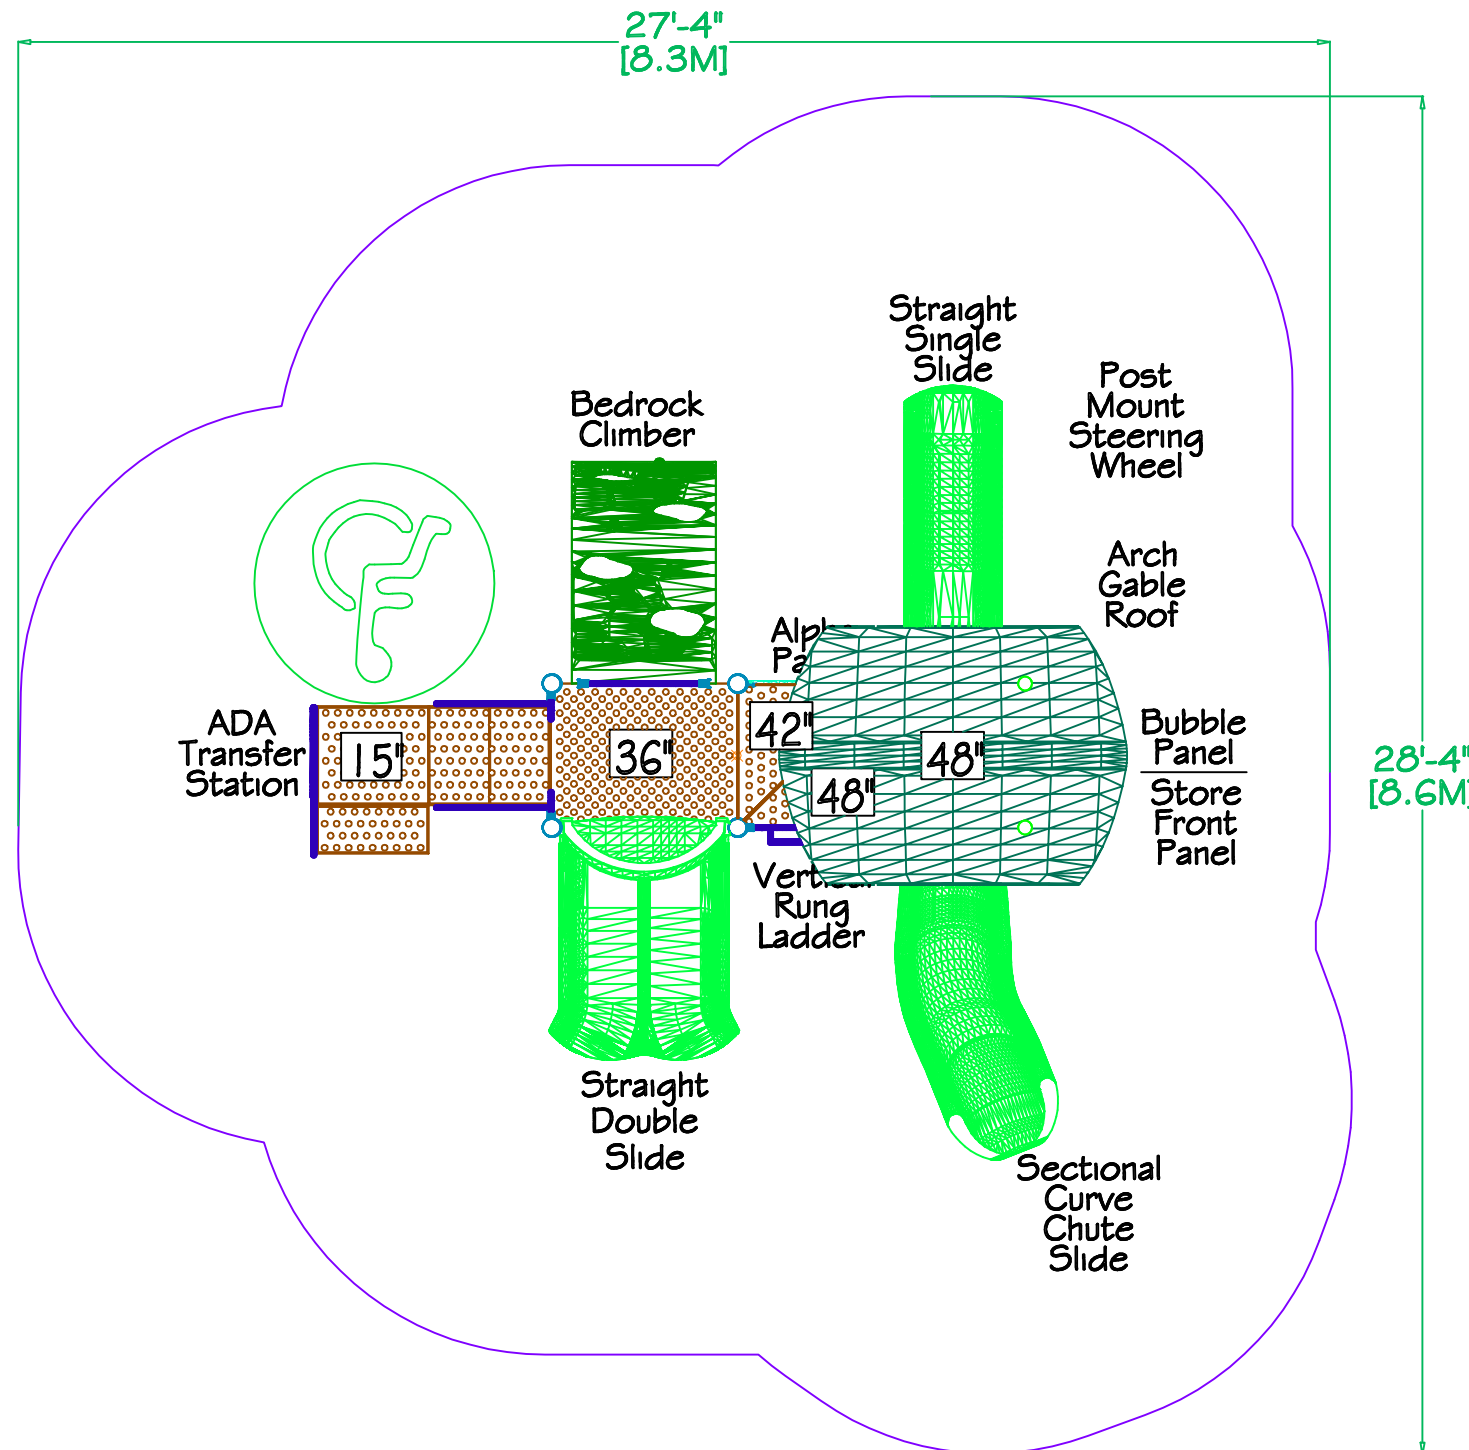 27'-4"
[8.3M]
Straight
Single
Slide
Post
Mount
Steering
Wheel
Bedrock
Climber
Arch
Gable
Roof
ADA
Transfer
Station
15"
36"
42"
48"
48"
Bubble
Panel
Store
Front
Panel
28'-4"
[8.6M]
Rung
Ladder
Straight
Double
Slide
Sectional
Curve
Chute
Slide